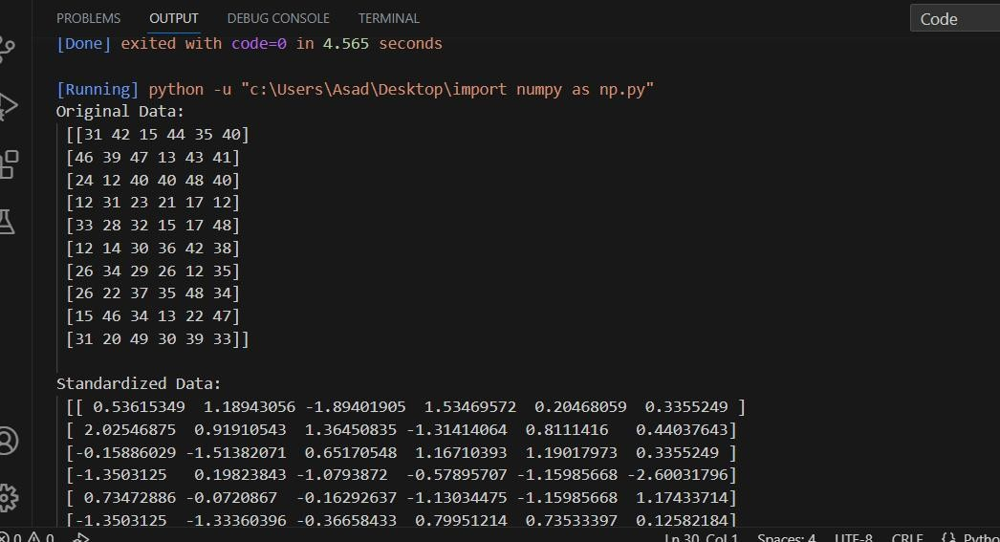 PROBLEMS OUTPUT DEBUG CONSOLE TERMINAL Code
[Done] exited with code=0 in 4.565 seconds
[Running] python -u "c:\Users\Asad\Desktop\import numpy as np.py"
Original Data:
[[31 42 15 44 35 40]
[46 39 47 13 43 41]
[24 12 40 40 48 40]
[12 31 23 21 17 12]
[33 28 32 15 17 48]
[12 14 30 36 42 38]
[26 34 29 26 12 35]
[26 22 37 35 48 34]
[15 46 34 13 22 47]
[31 20 49 30 39 33]]
Standardized Data:
[[ 0.53615349  1.18943056 -1.89401905  1.53469572  0.20468059  0.3355249 ]
[ 2.02546875  0.91910543  1.36450835 -1.31414064  0.8111416   0.44037643]
[-0.15886029 -1.51382071  0.65170548  1.16710393  1.19017973  0.3355249 ]
[-1.3503125   0.19823843 -1.0793872  -0.57895707 -1.15985668 -2.60031796]
[ 0.73472886 -0.0720867  -0.16292637 -1.13034475 -1.15985668  1.17433714]
[-1.3503125  -1.33360396 -0.36658433  0.79951214  0.73533397  0.12582184]
0 0 Ln 30, Col 1 Spaces: 4 UTF-8 CRLF {} Pytho